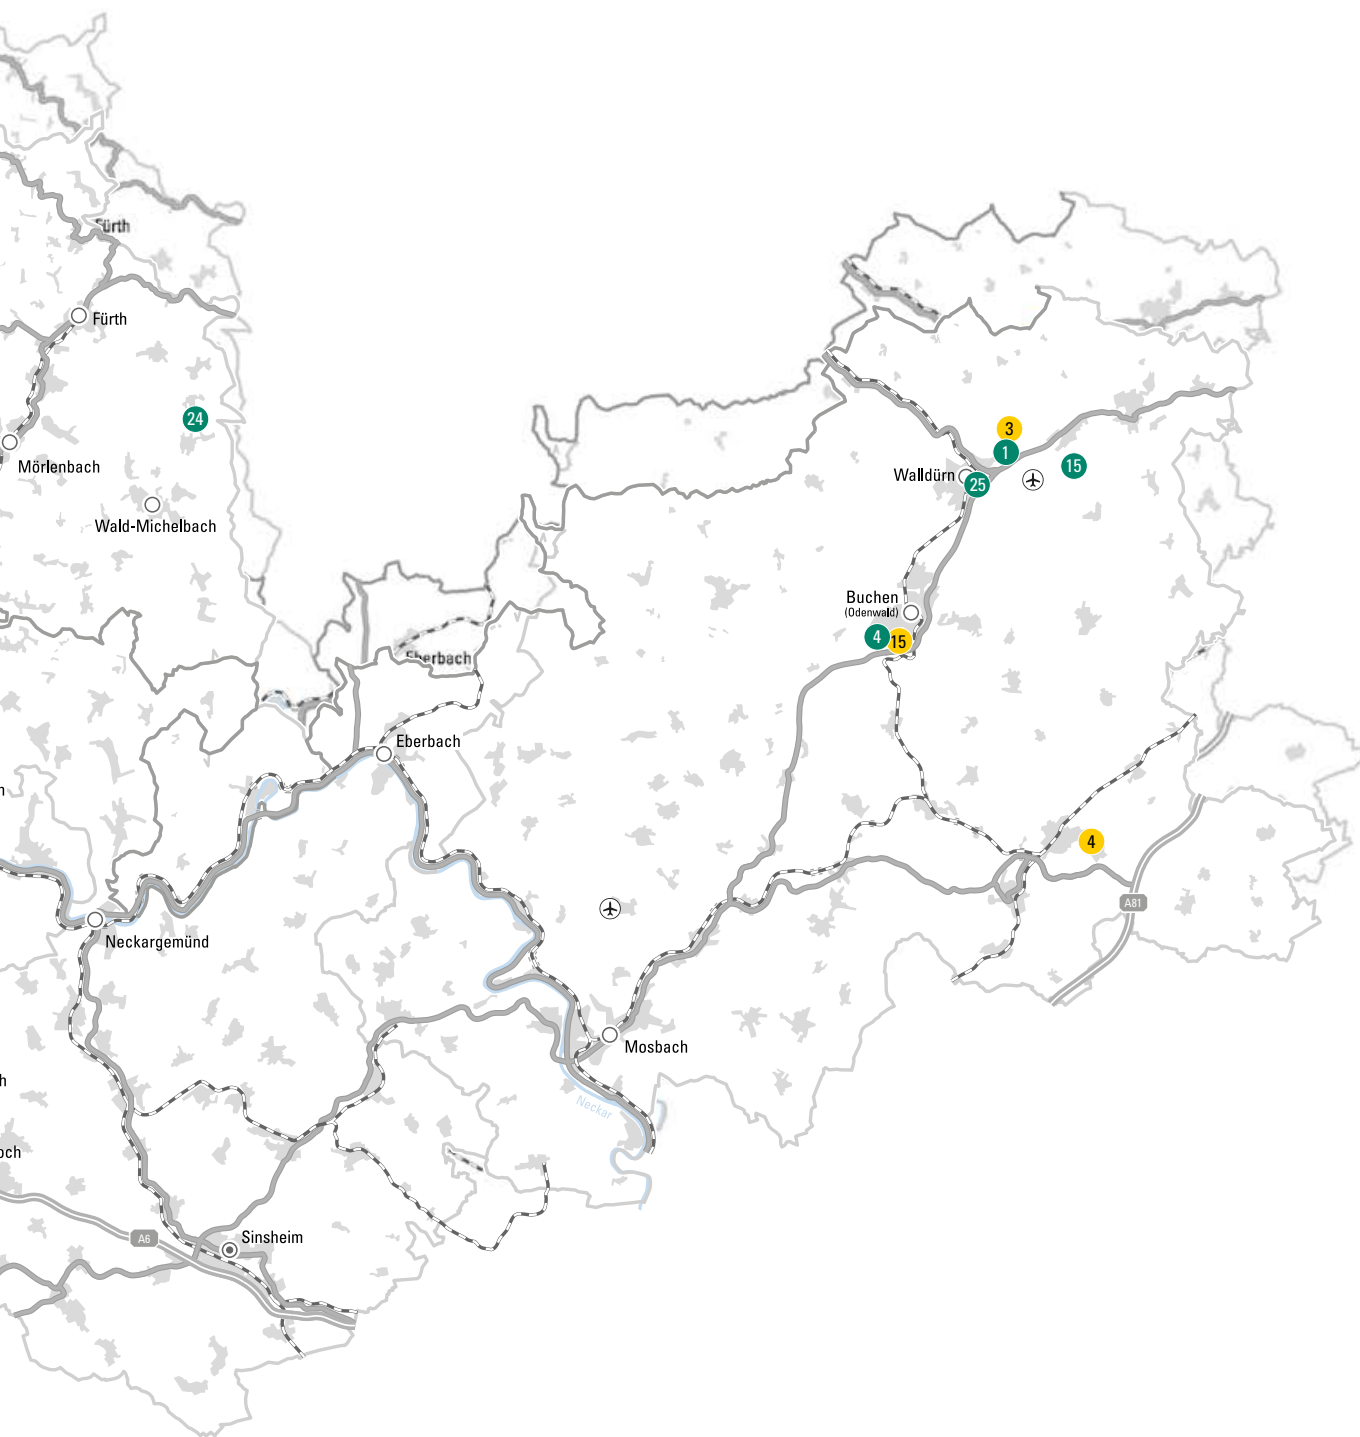 Fürth
Fürth
24
Mörlenbach
Wald-Michelbach
3
1
15
Walldürn
25
Buchen
(Odenwald)
4
15
Eberbach
Eberbach
n
4
A81
Neckargemünd
Mosbach
h
Neckar
och
A6
Sinsheim